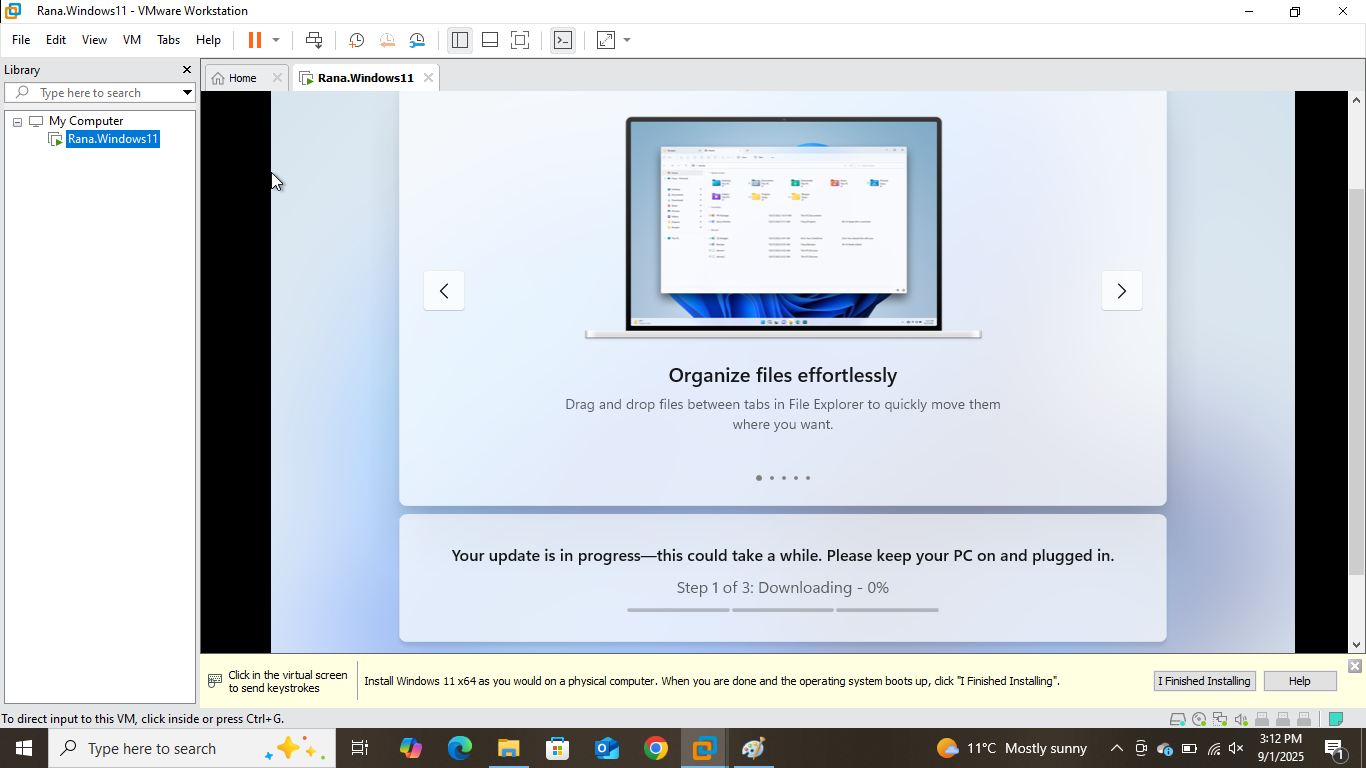 Rana.Windows11 - VMware Workstation
File Edit View VM Tabs Help
Library
Type here to search
Home
Rana.Windows11
My Computer
Rana.Windows11
Organize files effortlessly
Drag and drop files between tabs in File Explorer to quickly move them
where you want.
Your update is in progress—this could take a while. Please keep your PC on and plugged in.
Step 1 of 3: Downloading - 0%
Click in the virtual screen
to send keystrokes
Install Windows 11 x64 as you would on a physical computer. When you are done and the operating system boots up, click "I Finished Installing".
I Finished Installing
Help
To direct input to this VM, click inside or press Ctrl+G.
Type here to search
11°C Mostly sunny
3:12 PM
9/1/2025
1